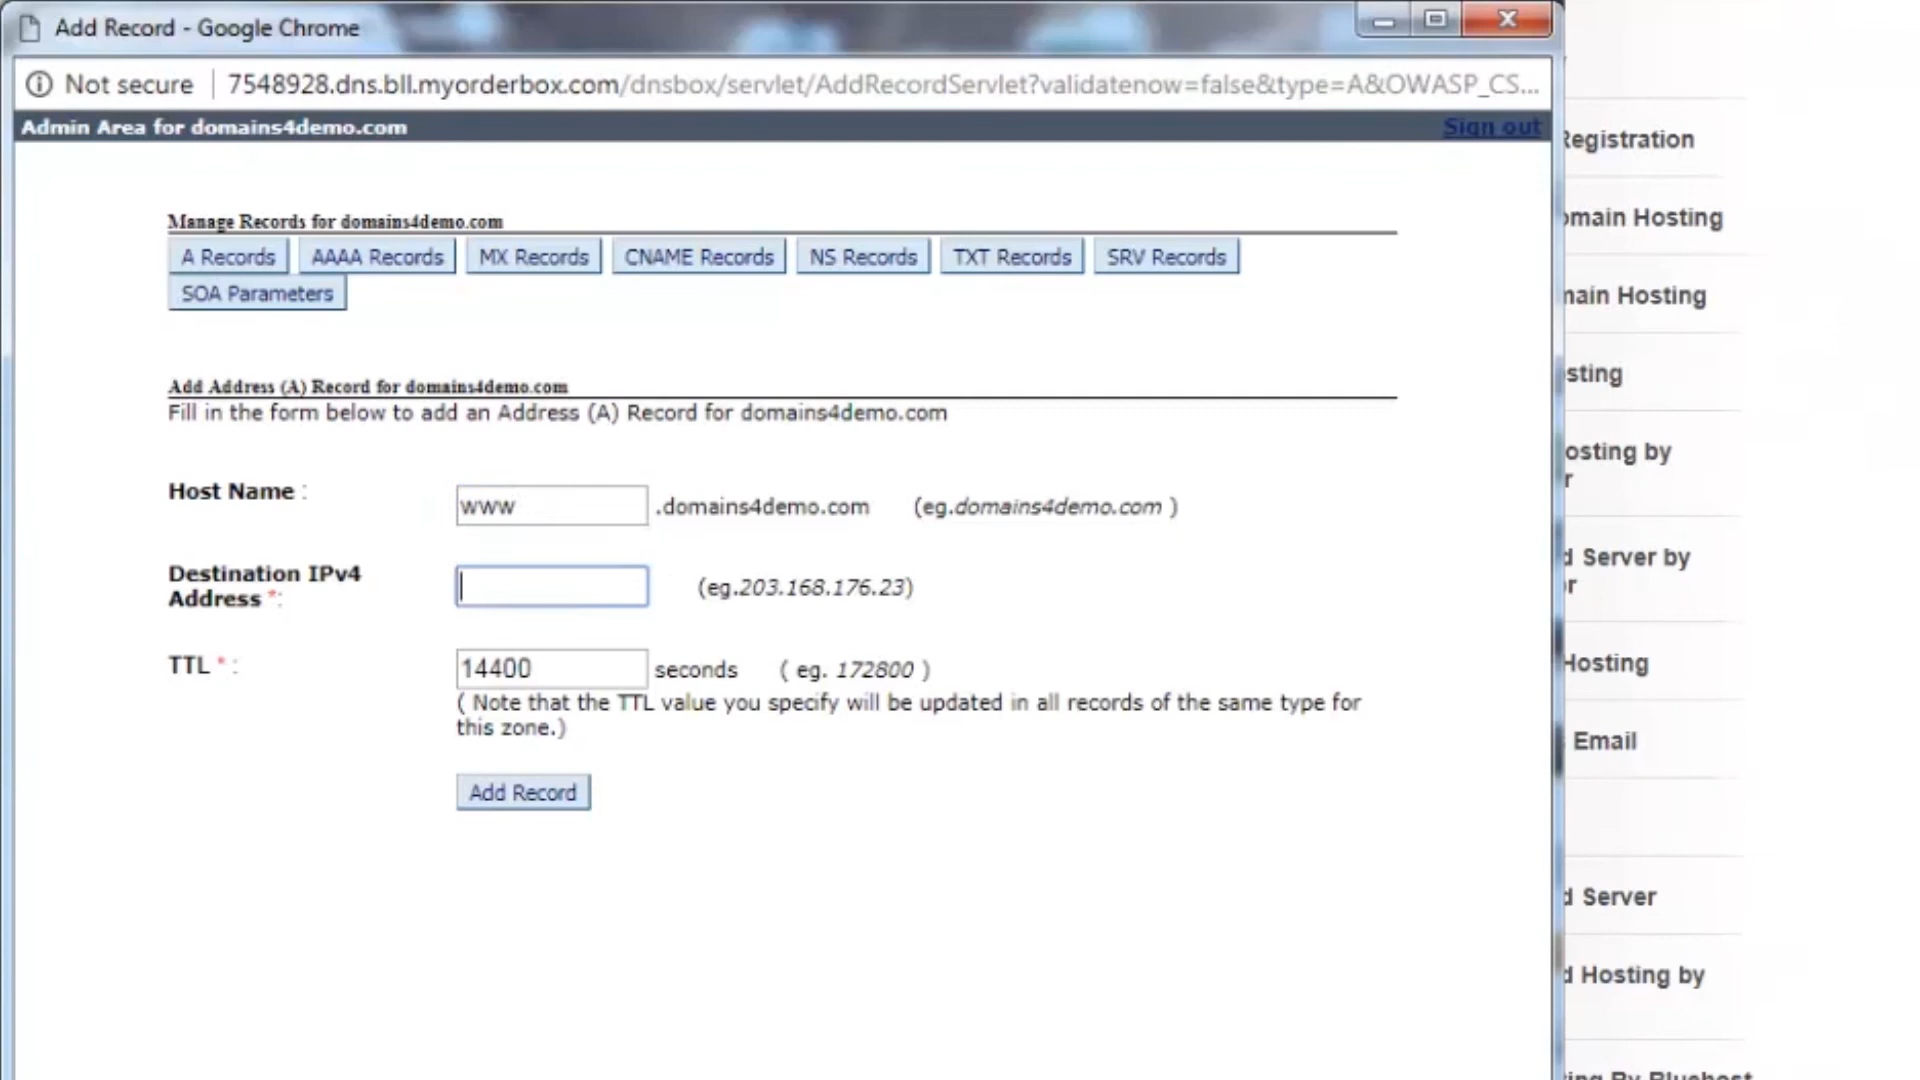 Add Record - Google Chrome
Not secure
7548928.dns.bll.myorderbox.com/dnsbox/servlet/AddRecordServlet?validatenow=false&type=A&OWASP_CS...
Admin Area for domains4demo.com
Sign out
Manage Records for domains4demo.com
A Records
AAAA Records
MX Records
CNAME Records
NS Records
TXT Records
SRV Records
SOA Parameters
Add Address (A) Record for domains4demo.com
Fill in the form below to add an Address (A) Record for domains4demo.com
Host Name :
www
.domains4demo.com
(eg.domains4demo.com )
Destination IPv4
Address *:
(eg.203.168.176.23)
TTL * :
14400
seconds
( eg. 172800 )
( Note that the TTL value you specify will be updated in all records of the same type for
this zone.)
Add Record
Registration
Hosting
Hosting
Hosting by
Server by
Hosting
Email
Server
Hosting by
By Bluehost